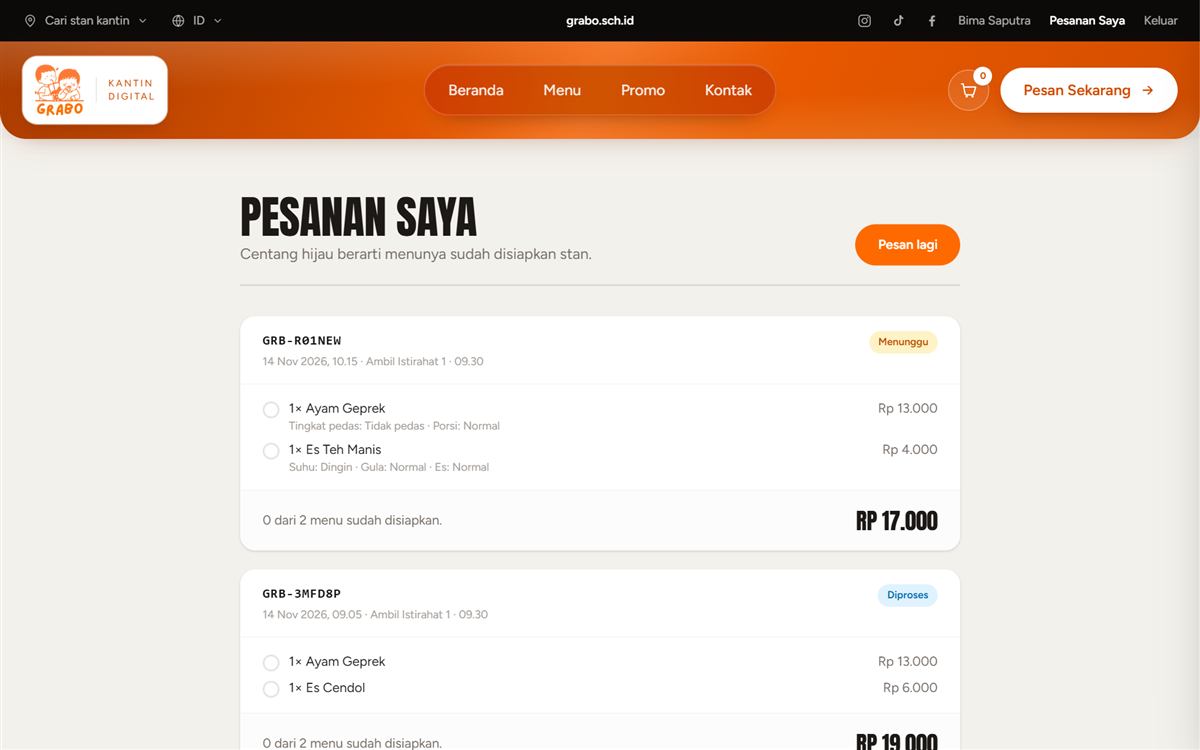 Cari stan kantin
ID
grabo.sch.id
Bima Saputra
Pesanan Saya
Keluar
GRABO
KANTIN
DIGITAL
Beranda
Menu
Promo
Kontak
0
Pesan Sekarang →
PESANAN SAYA
Centang hijau berarti menunya sudah disiapkan stan.
Pesan lagi
GRB-R01NEW
Menunggu
14 Nov 2026, 10.15 · Ambil Istirahat 1 · 09.30
1× Ayam Geprek
Rp 13.000
Tingkat pedas: Tidak pedas · Porsi: Normal
1× Es Teh Manis
Rp 4.000
Suhu: Dingin · Gula: Normal · Es: Normal
0 dari 2 menu sudah disiapkan.
RP 17.000
GRB-3MFD8P
Diproses
14 Nov 2026, 09.05 · Ambil Istirahat 1 · 09.30
1× Ayam Geprek
Rp 13.000
1× Es Cendol
Rp 6.000
0 dari 2 menu sudah disiapkan.
RP 19.000